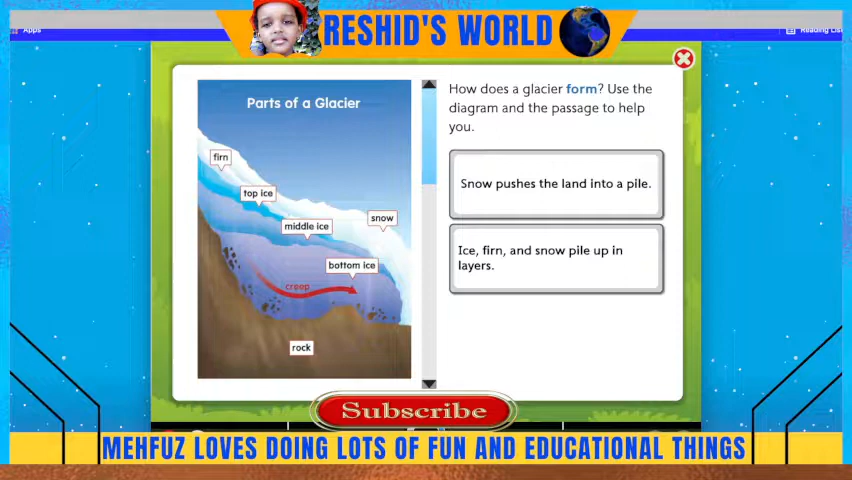 RESHID'S WORLD
Apps
Reading List
Parts of a Glacier
firn
top ice
middle ice
snow
bottom ice
creep
rock
How does a glacier form? Use the
diagram and the passage to help
you.
Snow pushes the land into a pile.
Ice, firn, and snow pile up in
layers.
Subscribe
MEHFUZ LOVES DOING LOTS OF FUN AND EDUCATIONAL THINGS